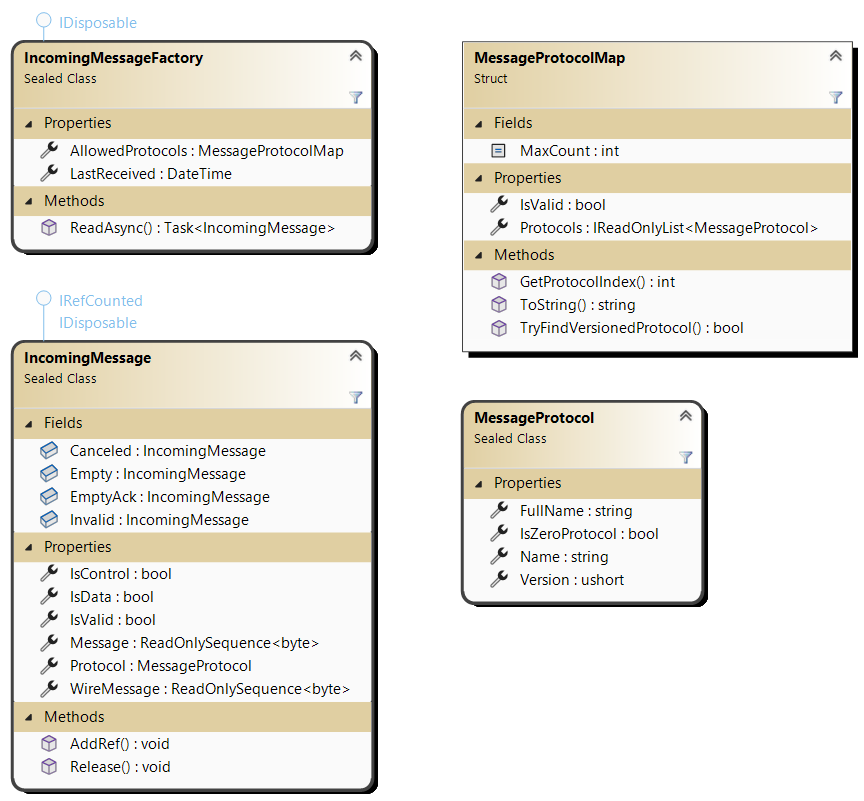 IDisposable
IncomingMessageFactory
Sealed Class
Properties
AllowedProtocols : MessageProtocolMap
LastReceived : DateTime
Methods
ReadAsync() : Task<IncomingMessage>
IRefCounted
IDisposable
IncomingMessage
Sealed Class
Fields
Canceled : IncomingMessage
Empty : IncomingMessage
EmptyAck : IncomingMessage
Invalid : IncomingMessage
Properties
IsControl : bool
IsData : bool
IsValid : bool
Message : ReadOnlySequence<byte>
Protocol : MessageProtocol
WireMessage : ReadOnlySequence<byte>
Methods
AddRef() : void
Release() : void
MessageProtocolMap
Struct
Fields
MaxCount : int
Properties
IsValid : bool
Protocols : IReadOnlyList<MessageProtocol>
Methods
GetProtocolIndex() : int
ToString() : string
TryFindVersionedProtocol() : bool
MessageProtocol
Sealed Class
Properties
FullName : string
IsZeroProtocol : bool
Name : string
Version : ushort